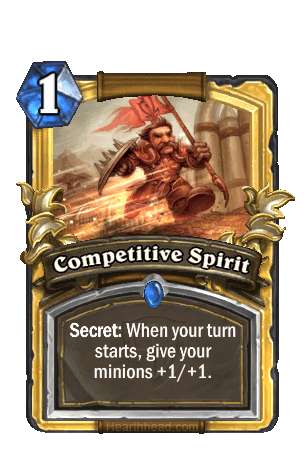 1
Competitive Spirit
Secret: When your turn
starts, give your
minions +1/+1.
Hearthhead.com